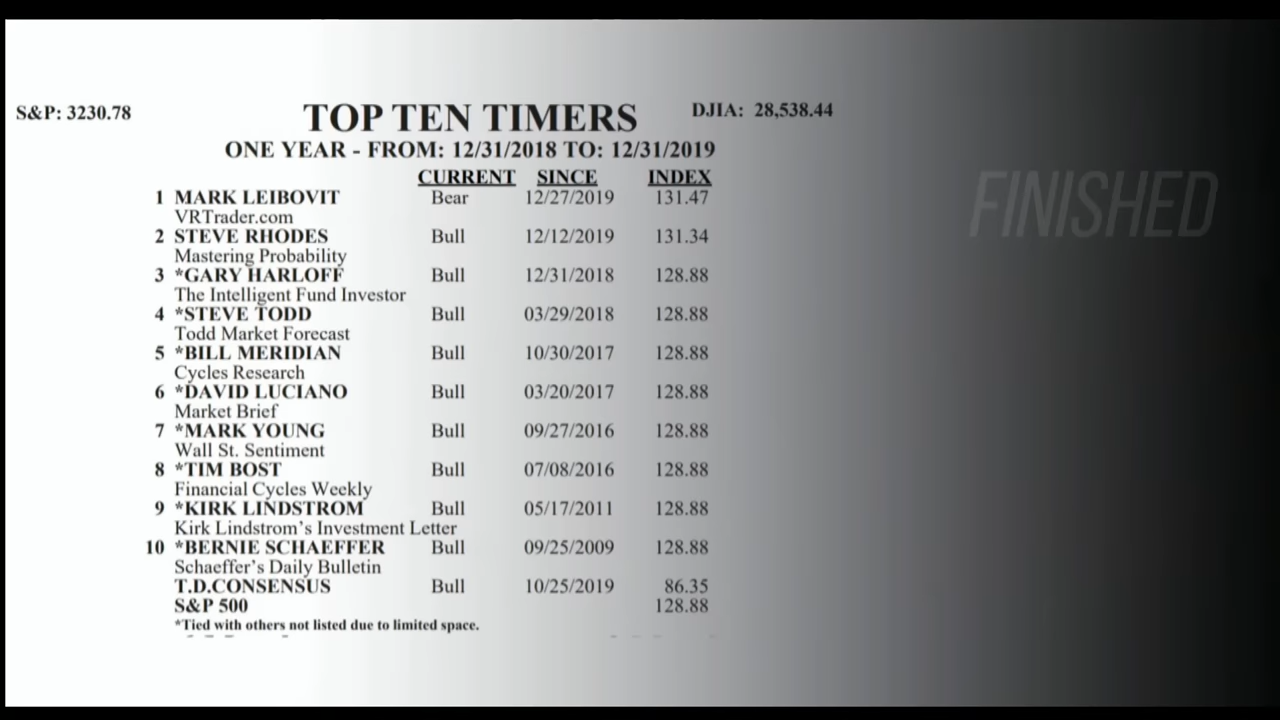 S&P: 3230.78 TOP TEN TIMERS DJIA: 28,538.44
ONE YEAR - FROM: 12/31/2018 TO: 12/31/2019
CURRENT SINCE INDEX
1 MARK LEIBOVIT Bear 12/27/2019 131.47
VRTrader.com
2 STEVE RHODES Bull 12/12/2019 131.34
Mastering Probability
3 *GARY HARLOFF Bull 12/31/2018 128.88
The Intelligent Fund Investor
4 *STEVE TODD Bull 03/29/2018 128.88
Todd Market Forecast
5 *BILL MERIDIAN Bull 10/30/2017 128.88
Cycles Research
6 *DAVID LUCIANO Bull 03/20/2017 128.88
Market Brief
7 *MARK YOUNG Bull 09/27/2016 128.88
Wall St. Sentiment
8 *TIM BOST Bull 07/08/2016 128.88
Financial Cycles Weekly
9 *KIRK LINDSTROM Bull 05/17/2011 128.88
Kirk Lindstrom's Investment Letter
10 *BERNIE SCHAEFFER Bull 09/25/2009 128.88
Schaeffer's Daily Bulletin
T.D.CONSENSUS Bull 10/25/2019 86.35
S&P 500 128.88
*Tied with others not listed due to limited space.
FINISHED